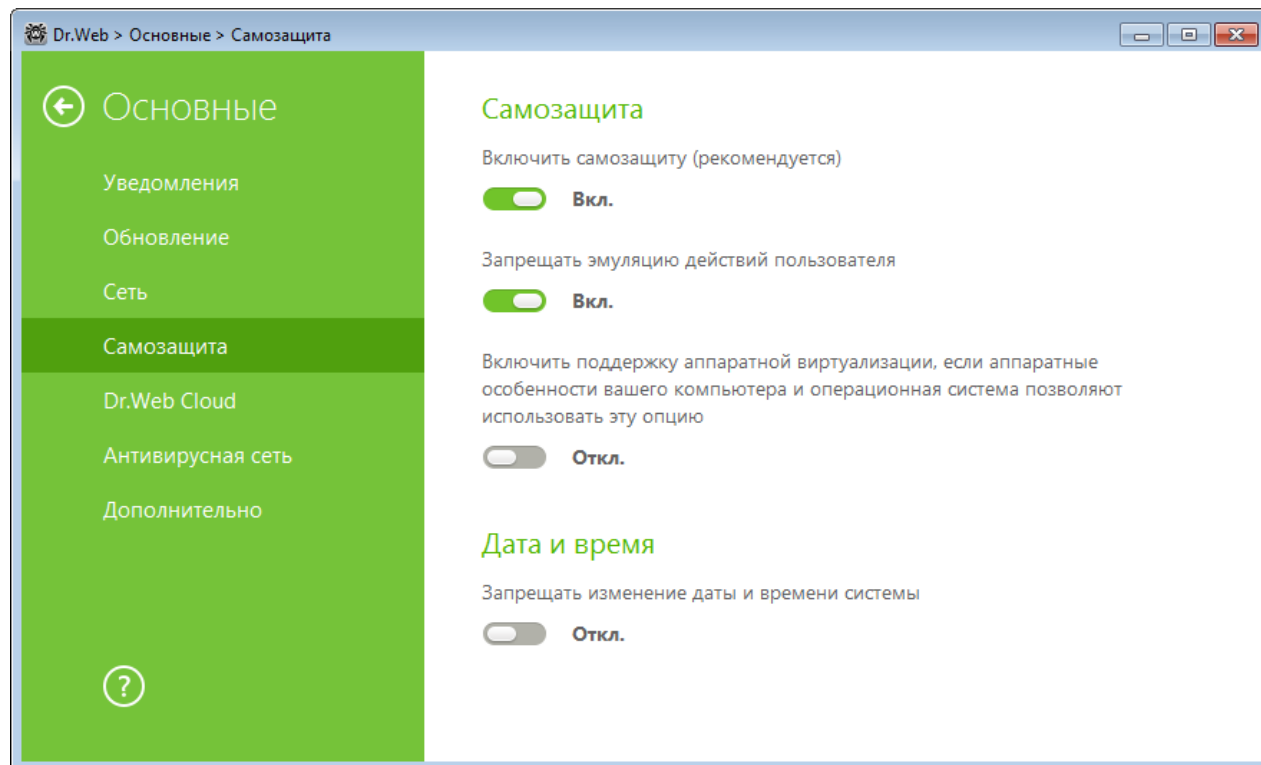 Dr.Web > Основные > Самозащита
Основные
Уведомления
Обновление
Сеть
Самозащита
Dr.Web Cloud
Антивирусная сеть
Дополнительно
?
Самозащита
Включить самозащиту (рекомендуется)
Вкл.
Запрещать эмуляцию действий пользователя
Вкл.
Включить поддержку аппаратной виртуализации, если аппаратные
особенности вашего компьютера и операционная система позволяют
использовать эту опцию
Откл.
Дата и время
Запрещать изменение даты и времени системы
Откл.